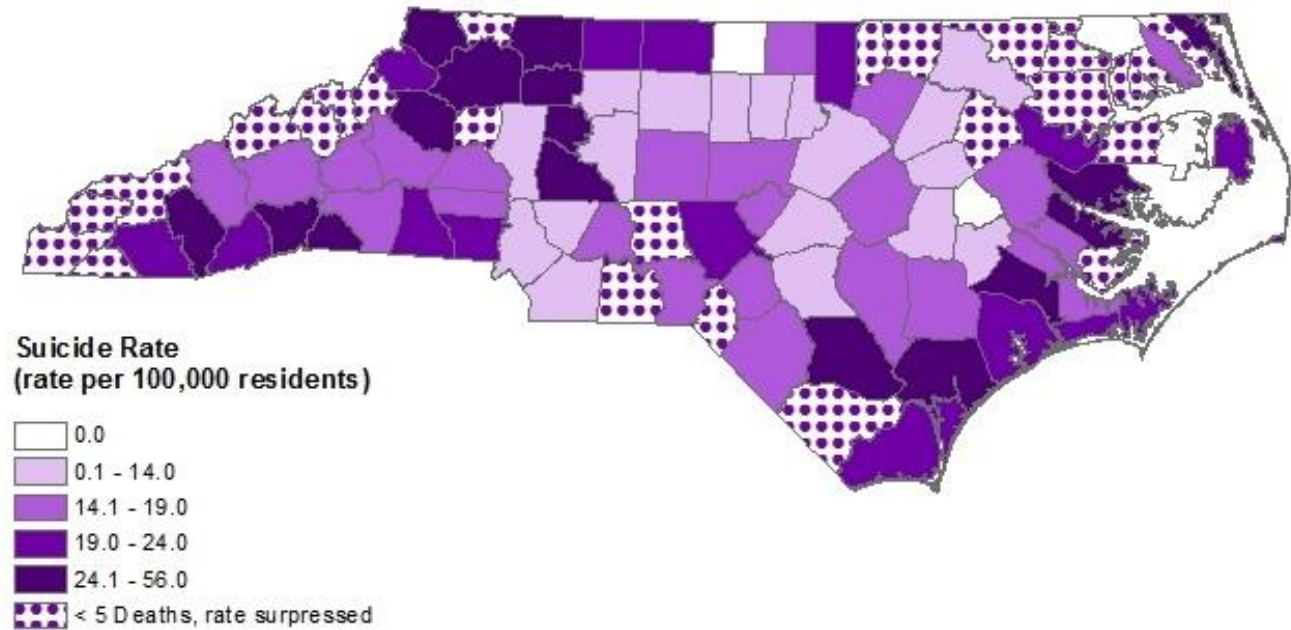 Suicide Rate
(rate per 100,000 residents)
0.0
0.1 - 14.0
14.1 - 19.0
19.0 - 24.0
24.1 - 56.0
< 5 Deaths, rate surpressed